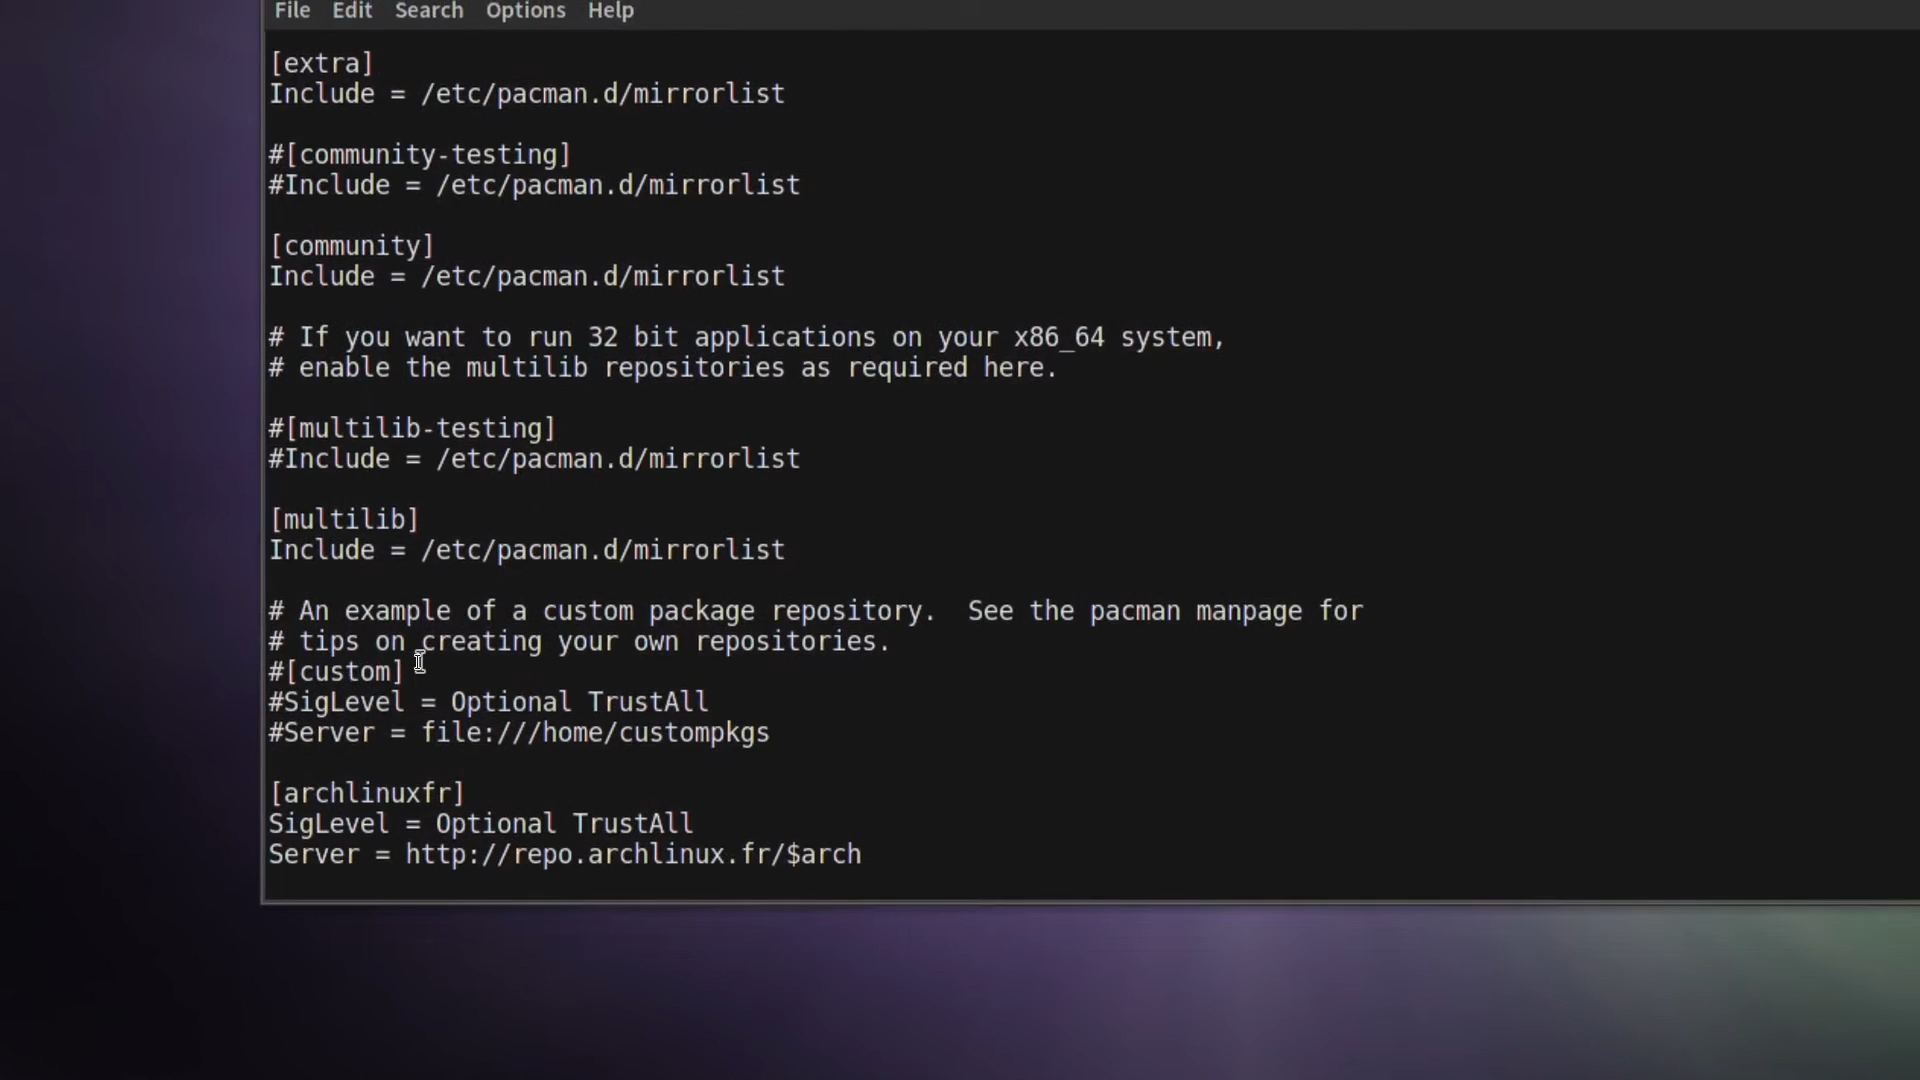 File Edit Search Options Help
[extra]
Include = /etc/pacman.d/mirrorlist
#[community-testing]
#Include = /etc/pacman.d/mirrorlist
[community]
Include = /etc/pacman.d/mirrorlist
# If you want to run 32 bit applications on your x86_64 system,
# enable the multilib repositories as required here.
#[multilib-testing]
#Include = /etc/pacman.d/mirrorlist
[multilib]
Include = /etc/pacman.d/mirrorlist
# An example of a custom package repository.  See the pacman manpage for
# tips on creating your own repositories.
#[custom]
#SigLevel = Optional TrustAll
#Server = file:///home/custompkgs
[archlinuxfr]
SigLevel = Optional TrustAll
Server = http://repo.archlinux.fr/$arch